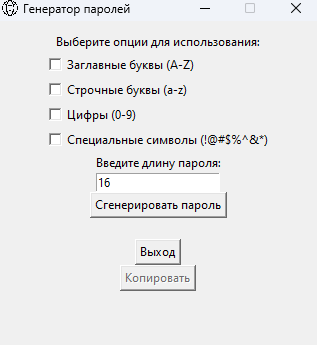 Генератор паролей
Выберите опции для использования:
Заглавные буквы (A-Z)
Строчные буквы (a-z)
Цифры (0-9)
Специальные символы (!@#$%^&*)
Введите длину пароля:
16
Сгенерировать пароль
Выход
Копировать